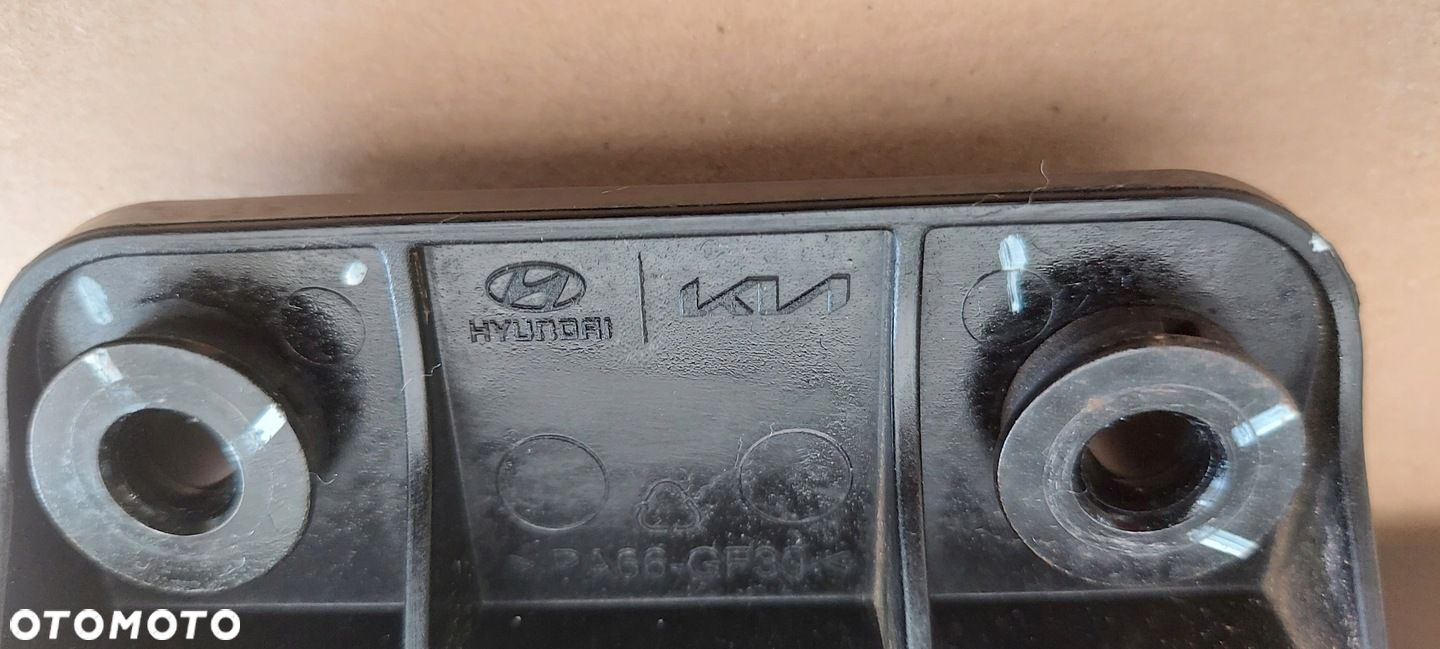 HYUNDAI
KIA
> PA66-GF30 <
OTOMOTO